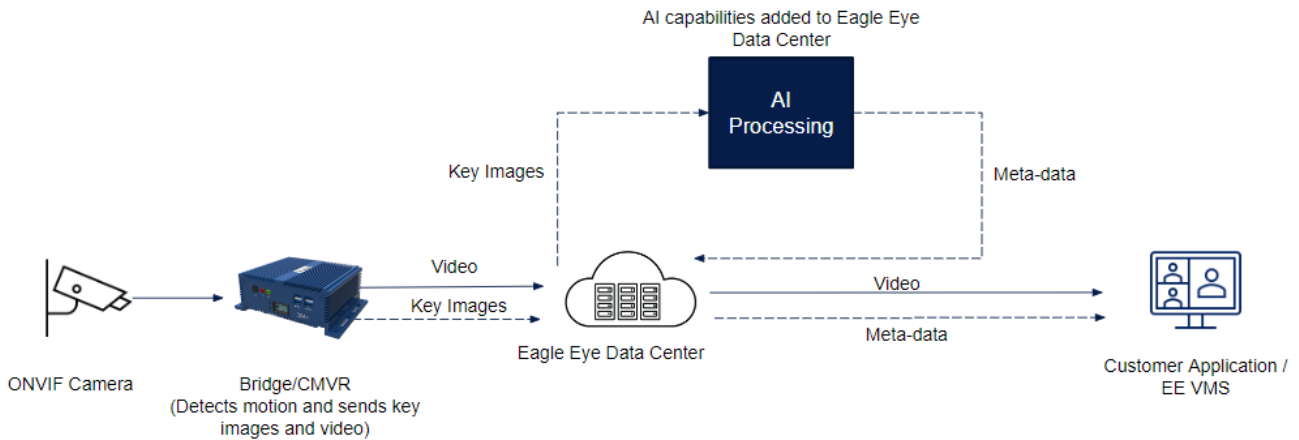 AI capabilities added to Eagle Eye
Data Center
AI
Processing
Key Images
Meta-data
Video
Key Images
Video
Meta-data
Eagle Eye Data Center
ONVIF Camera
Bridge/CMVR
(Detects motion and sends key
images and video)
Customer Application /
EE VMS